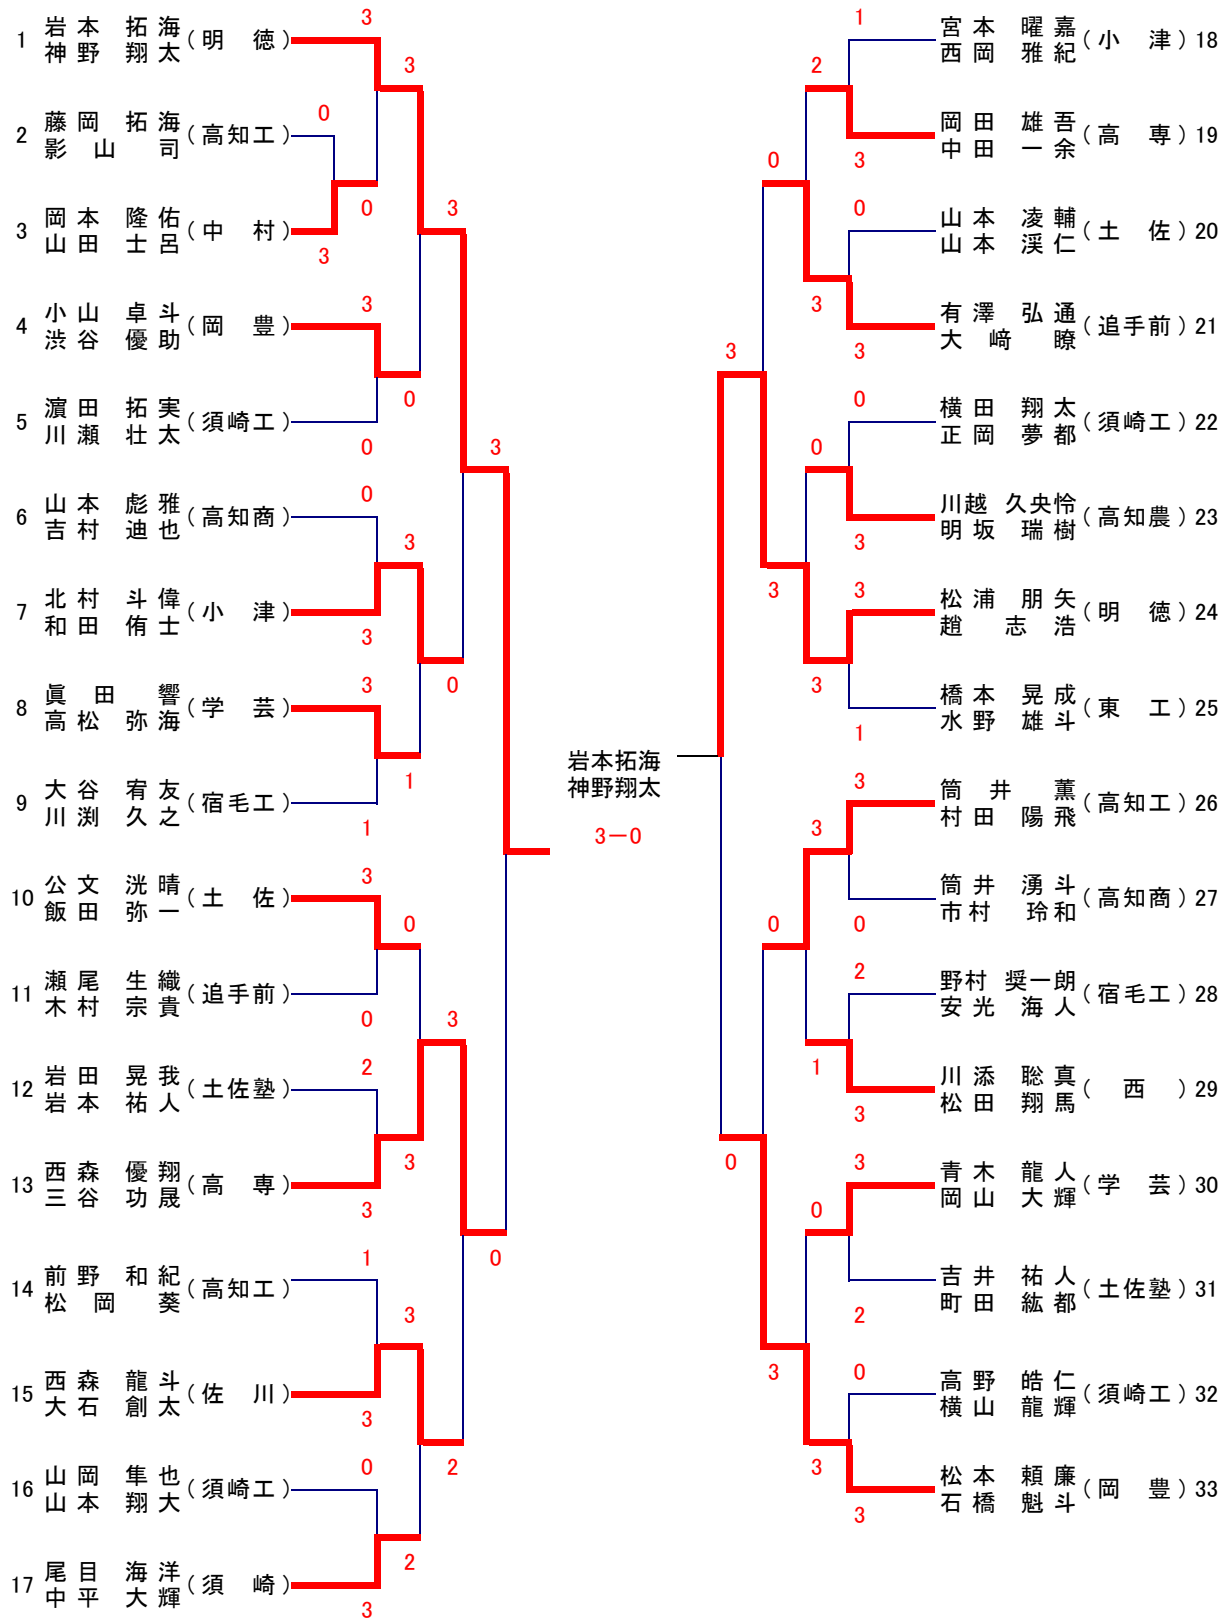 1 岩本 拓海 (明 徳)
神野 翔太
2 藤岡 拓海 (高知工)
影山 司
3 岡本 隆佑 (中 村)
山田 士呂
4 小山 卓斗 (岡 豊)
渋谷 優助
5 濵田 拓実 (須崎工)
川瀬 壮太
6 山本 彪雅 (高知商)
吉村 迪也
7 北村 斗偉 (小 津)
和田 侑士
8 眞田 響 (学 芸)
高松 弥海
9 大谷 宥友 (宿毛工)
川渕 久之
10 公文 洸晴 (土 佐)
飯田 弥一
11 瀬尾 生織 (追手前)
木村 宗貴
12 岩田 晃我 (土佐塾)
岩本 祐人
13 西森 優翔 (高 専)
三谷 功晟
14 前野 和紀 (高知工)
松岡 葵
15 西森 龍斗 (佐 川)
大石 創太
16 山岡 隼也 (須崎工)
山本 翔大
17 尾目 海洋 (須 崎)
中平 大輝
3
3
0
0
3
3
3
0
0
3
0
3
3
3
0
1
1
3
0
0
3
2
3
3
0
1
3
3
0
2
2
3
岩本拓海
神野翔太
3－0
宮本 曜嘉 (小 津) 18
西岡 雅紀
岡田 雄吾 (高 専) 19
中田 一余
山本 凌輔 (土 佐) 20
山本 渓仁
有澤 弘通 (追手前) 21
大﨑 瞭
横田 翔太 (須崎工) 22
正岡 夢都
川越 久央怜 (高知農) 23
明坂 瑞樹
松浦 朋矢 (明 徳) 24
趙 志浩
橋本 晃成 (東 工) 25
水野 雄斗
筒井 薫 (高知工) 26
村田 陽飛
筒井 湧斗 (高知商) 27
市村 玲和
野村 奨一朗 (宿毛工) 28
安光 海人
川添 聡真 (西) 29
松田 翔馬
青木 龍人 (学 芸) 30
岡山 大輝
吉井 祐人 (土佐塾) 31
町田 紘都
高野 皓仁 (須崎工) 32
横山 龍輝
松本 頼廉 (岡 豊) 33
石橋 魁斗
1
2
3
0
0
3
3
3
0
0
3
3
3
3
1
3
3
0
0
2
1
3
0
3
0
2
3
0
3
3